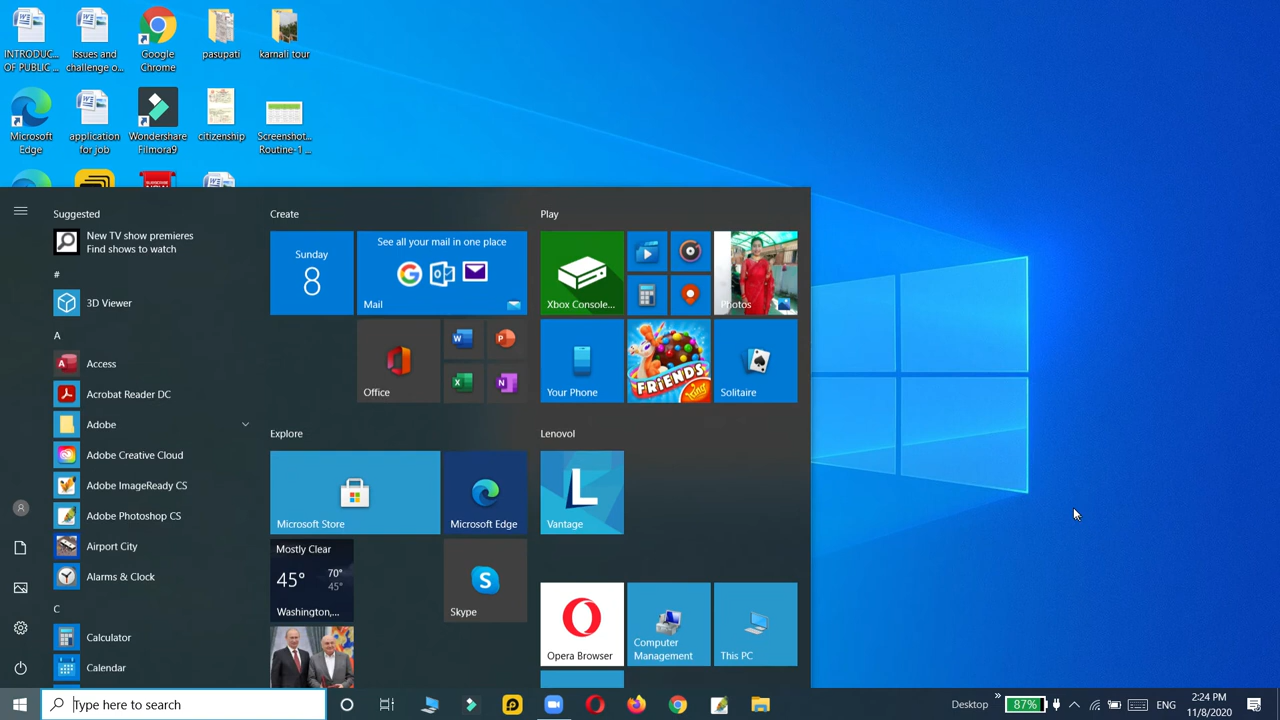 INTRODUC...
OF PUBLIC ...
Issues and
challenge o...
Google
Chrome
pasupati
karnali tour
Microsoft
Edge
application
for job
Wondershare
Filmora9
citizenship
Screenshot...
Routine-1 ...
Suggested
New TV show premieres
Find shows to watch
#
3D Viewer
A
Access
Acrobat Reader DC
Adobe
Adobe Creative Cloud
Adobe ImageReady CS
Adobe Photoshop CS
Airport City
Alarms & Clock
C
Calculator
Calendar
Create
Sunday
8
See all your mail in one place
Mail
Office
Explore
Microsoft Store
Microsoft Edge
Mostly Clear
45° 70°
45°
Washington,...
Skype
Play
Xbox Console...
Photos
Your Phone
FRIENDS
King
Solitaire
Lenovol
L
Vantage
Opera Browser
Computer
Management
This PC
Type here to search
Desktop
87%
ENG
2:24 PM
11/8/2020